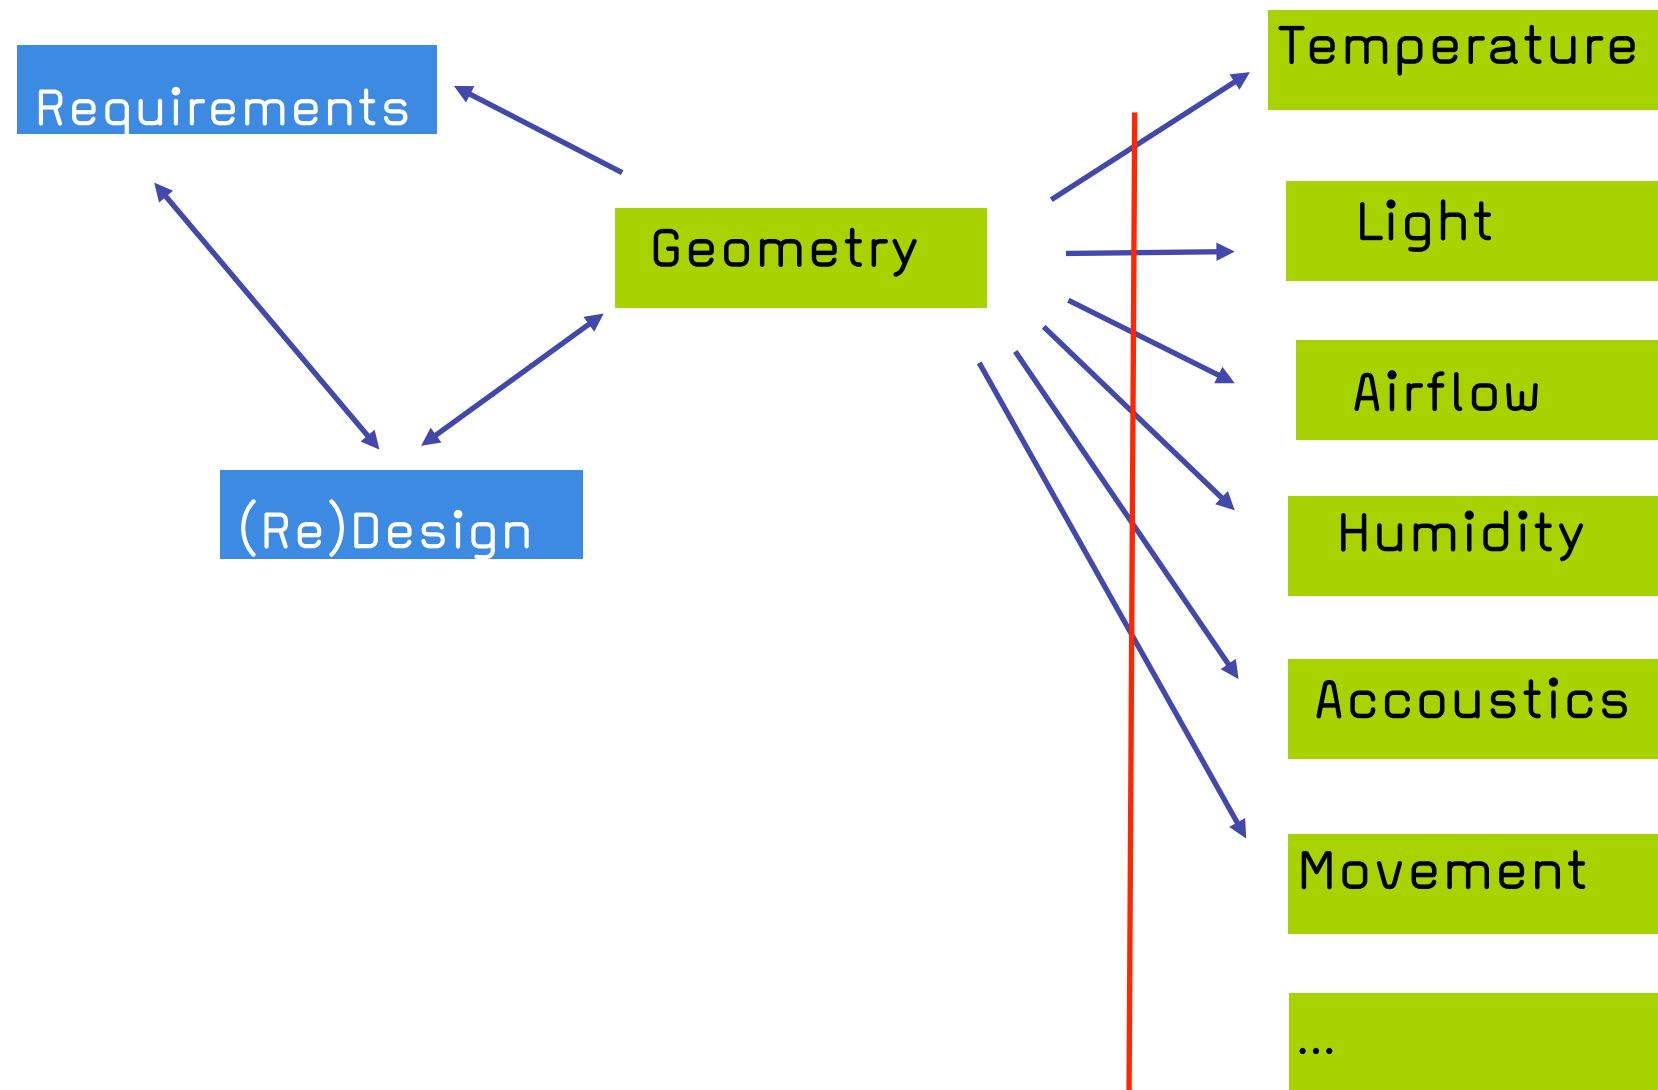 Requirements
Geometry
(Re)Design
Temperature
Light
Airflow
Humidity
Accoustics
Movement
...